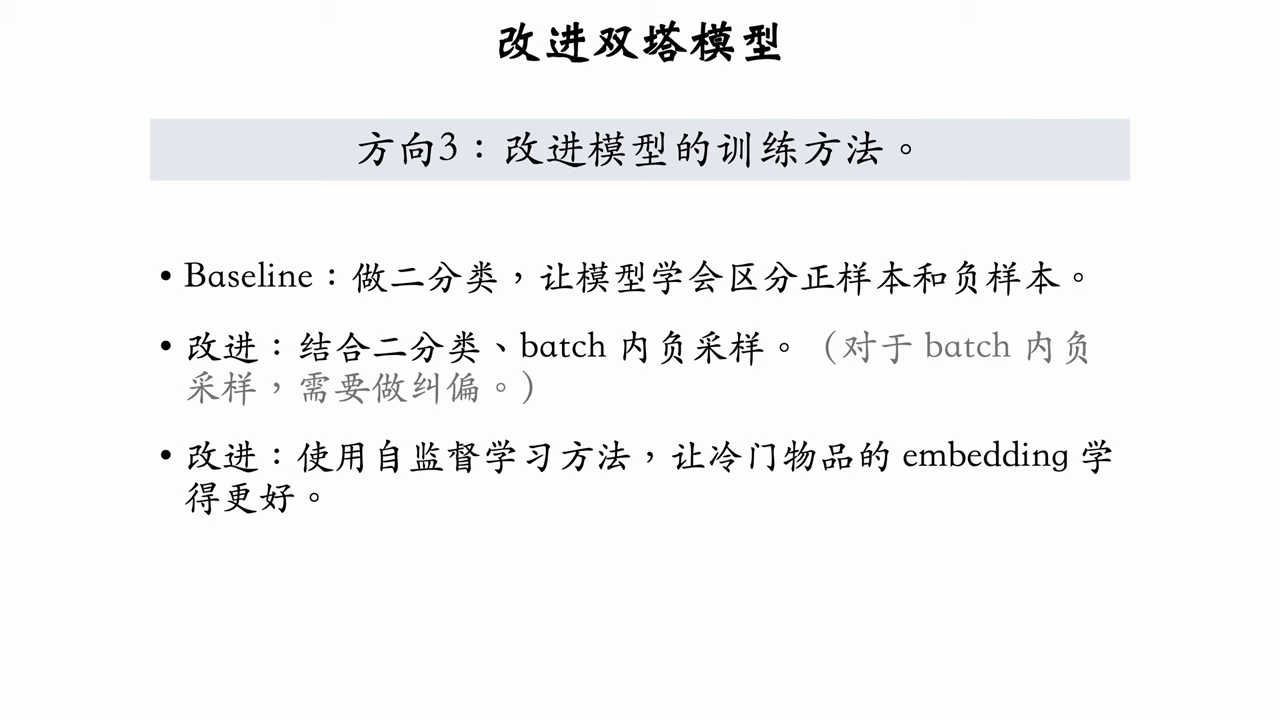 改进双塔模型
方向3：改进模型的训练方法。
• Baseline：做二分类，让模型学会区分正样本和负样本。
• 改进：结合二分类、batch 内负采样。（对于 batch 内负
采样，需要做纠偏。）
• 改进：使用自监督学习方法，让冷门物品的 embedding 学
得更好。